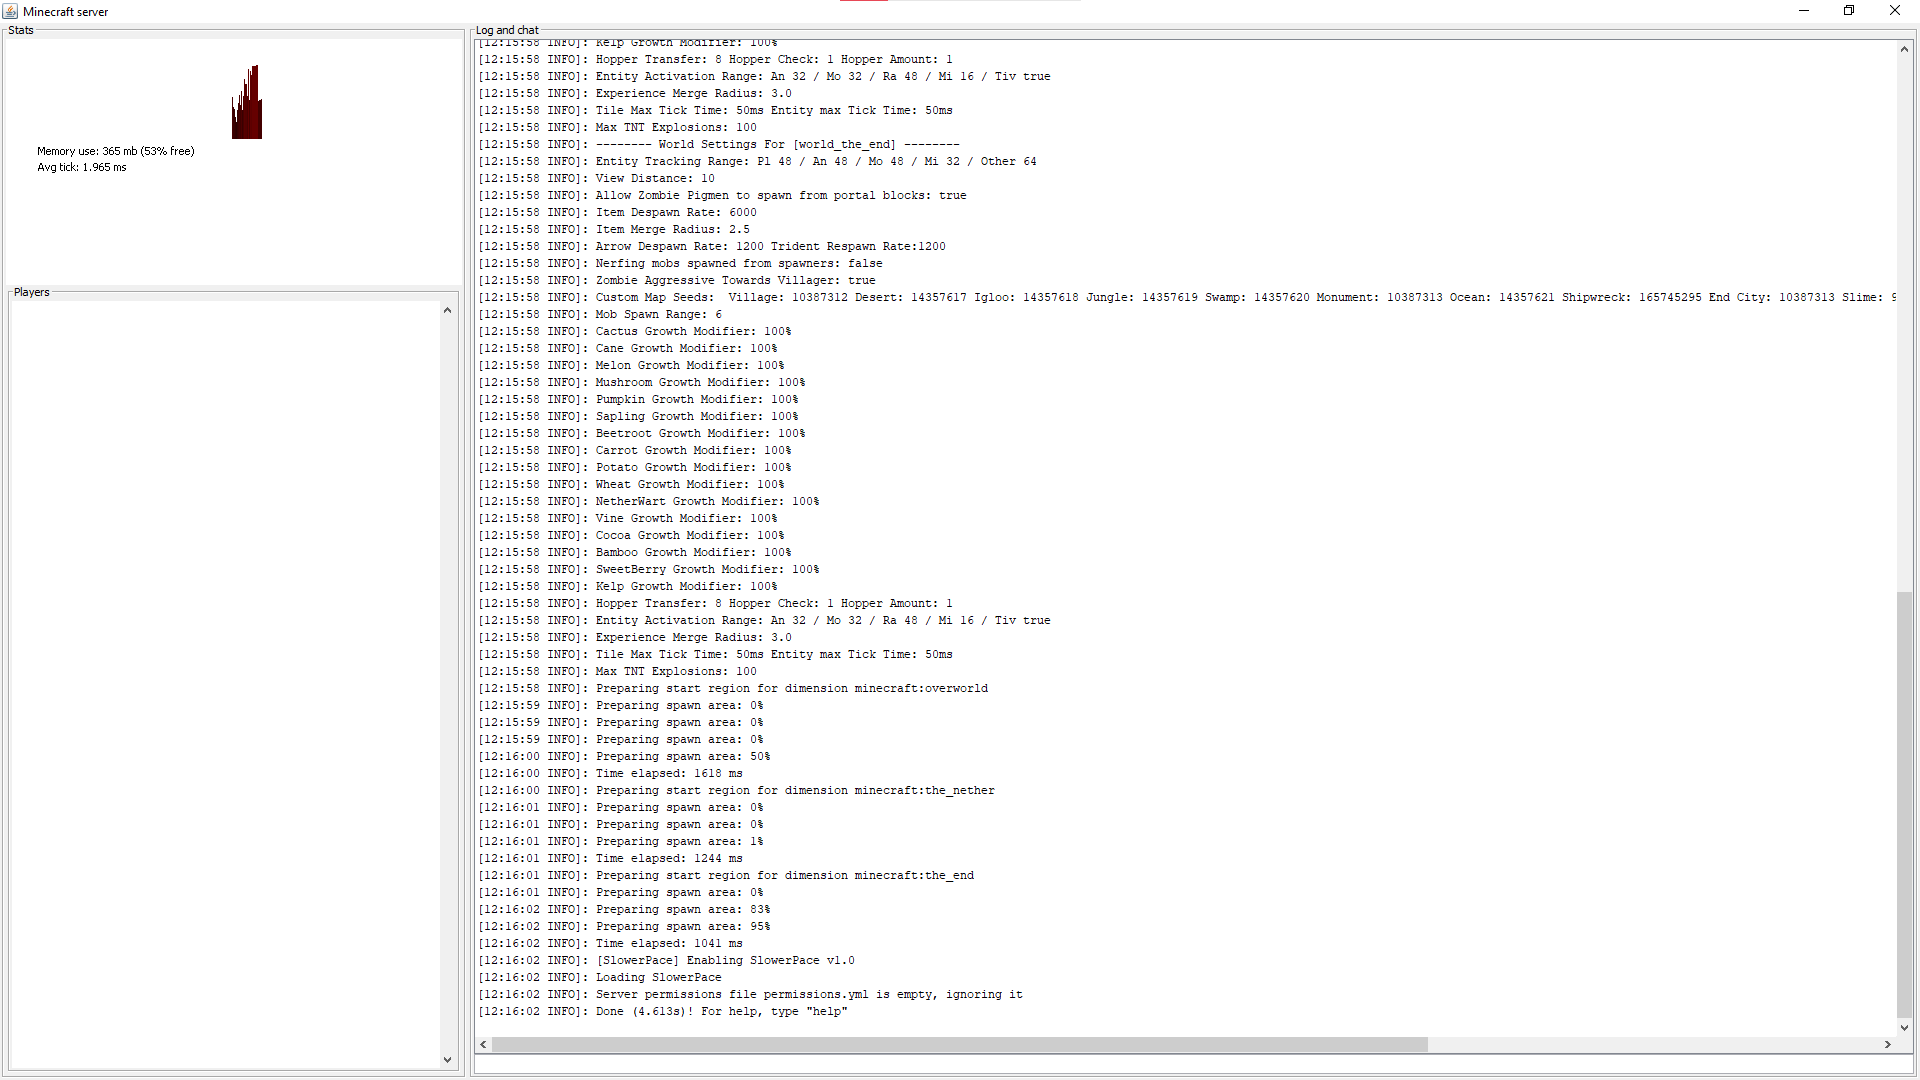 Minecraft server
Stats
Memory use: 365 mb (53% free)
Avg tick: 1.965 ms
Players
Log and chat
[12:15:58 INFO]: Kelp Growth Modifier: 100%
[12:15:58 INFO]: Hopper Transfer: 8 Hopper Check: 1 Hopper Amount: 1
[12:15:58 INFO]: Entity Activation Range: An 32 / Mo 32 / Ra 48 / Mi 16 / Tiv true
[12:15:58 INFO]: Experience Merge Radius: 3.0
[12:15:58 INFO]: Tile Max Tick Time: 50ms Entity max Tick Time: 50ms
[12:15:58 INFO]: Max TNT Explosions: 100
[12:15:58 INFO]: -------- World Settings For [world_the_end] --------
[12:15:58 INFO]: Entity Tracking Range: Pl 48 / An 48 / Mo 48 / Mi 32 / Other 64
[12:15:58 INFO]: View Distance: 10
[12:15:58 INFO]: Allow Zombie Pigmen to spawn from portal blocks: true
[12:15:58 INFO]: Item Despawn Rate: 6000
[12:15:58 INFO]: Item Merge Radius: 2.5
[12:15:58 INFO]: Arrow Despawn Rate: 1200 Trident Respawn Rate:1200
[12:15:58 INFO]: Nerfing mobs spawned from spawners: false
[12:15:58 INFO]: Zombie Aggressive Towards Villager: true
[12:15:58 INFO]: Custom Map Seeds:  Village: 10387312 Desert: 14357617 Igloo: 14357618 Jungle: 14357619 Swamp: 14357620 Monument: 10387313 Ocean: 14357621 Shipwreck: 165745295 End City: 10387313 Slime: 9
[12:15:58 INFO]: Mob Spawn Range: 6
[12:15:58 INFO]: Cactus Growth Modifier: 100%
[12:15:58 INFO]: Cane Growth Modifier: 100%
[12:15:58 INFO]: Melon Growth Modifier: 100%
[12:15:58 INFO]: Mushroom Growth Modifier: 100%
[12:15:58 INFO]: Pumpkin Growth Modifier: 100%
[12:15:58 INFO]: Sapling Growth Modifier: 100%
[12:15:58 INFO]: Beetroot Growth Modifier: 100%
[12:15:58 INFO]: Carrot Growth Modifier: 100%
[12:15:58 INFO]: Potato Growth Modifier: 100%
[12:15:58 INFO]: Wheat Growth Modifier: 100%
[12:15:58 INFO]: NetherWart Growth Modifier: 100%
[12:15:58 INFO]: Vine Growth Modifier: 100%
[12:15:58 INFO]: Cocoa Growth Modifier: 100%
[12:15:58 INFO]: Bamboo Growth Modifier: 100%
[12:15:58 INFO]: SweetBerry Growth Modifier: 100%
[12:15:58 INFO]: Kelp Growth Modifier: 100%
[12:15:58 INFO]: Hopper Transfer: 8 Hopper Check: 1 Hopper Amount: 1
[12:15:58 INFO]: Entity Activation Range: An 32 / Mo 32 / Ra 48 / Mi 16 / Tiv true
[12:15:58 INFO]: Experience Merge Radius: 3.0
[12:15:58 INFO]: Tile Max Tick Time: 50ms Entity max Tick Time: 50ms
[12:15:58 INFO]: Max TNT Explosions: 100
[12:15:58 INFO]: Preparing start region for dimension minecraft:overworld
[12:15:59 INFO]: Preparing spawn area: 0%
[12:15:59 INFO]: Preparing spawn area: 0%
[12:15:59 INFO]: Preparing spawn area: 0%
[12:16:00 INFO]: Preparing spawn area: 50%
[12:16:00 INFO]: Time elapsed: 1618 ms
[12:16:00 INFO]: Preparing start region for dimension minecraft:the_nether
[12:16:01 INFO]: Preparing spawn area: 0%
[12:16:01 INFO]: Preparing spawn area: 0%
[12:16:01 INFO]: Preparing spawn area: 1%
[12:16:01 INFO]: Time elapsed: 1244 ms
[12:16:01 INFO]: Preparing start region for dimension minecraft:the_end
[12:16:01 INFO]: Preparing spawn area: 0%
[12:16:02 INFO]: Preparing spawn area: 83%
[12:16:02 INFO]: Preparing spawn area: 95%
[12:16:02 INFO]: Time elapsed: 1041 ms
[12:16:02 INFO]: [SlowerPace] Enabling SlowerPace v1.0
[12:16:02 INFO]: Loading SlowerPace
[12:16:02 INFO]: Server permissions file permissions.yml is empty, ignoring it
[12:16:02 INFO]: Done (4.613s)! For help, type "help"